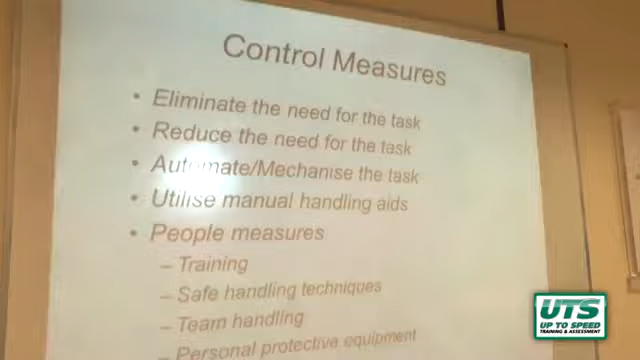 Control Measures
• Eliminate the need for the task
• Reduce the need for the task
• Automate/Mechanise the task
• Utilise manual handling aids
• People measures
– Training
– Safe handling techniques
– Team handling
– Personal protective equipment
UTS
UP TO SPEED
TRAINING & ASSESSMENT